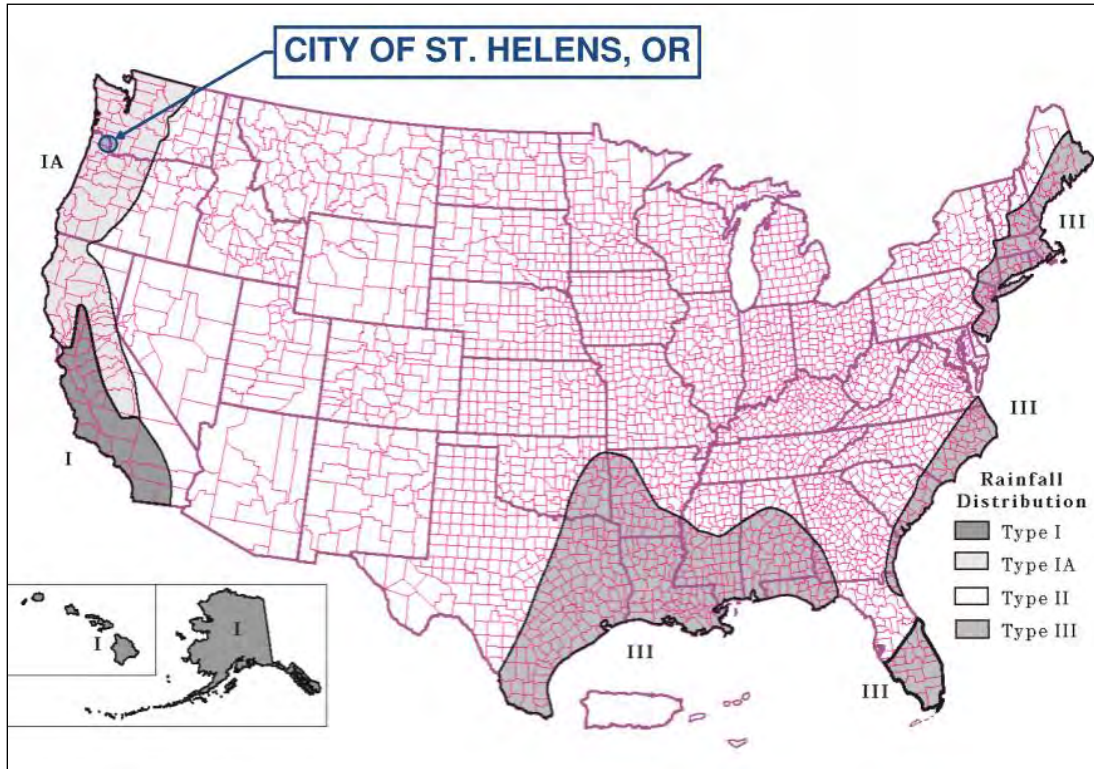 CITY OF ST. HELENS, OR
IA
III
III
I
Rainfall
Distribution
Type I
Type IA
Type II
Type III
I
I
III
III